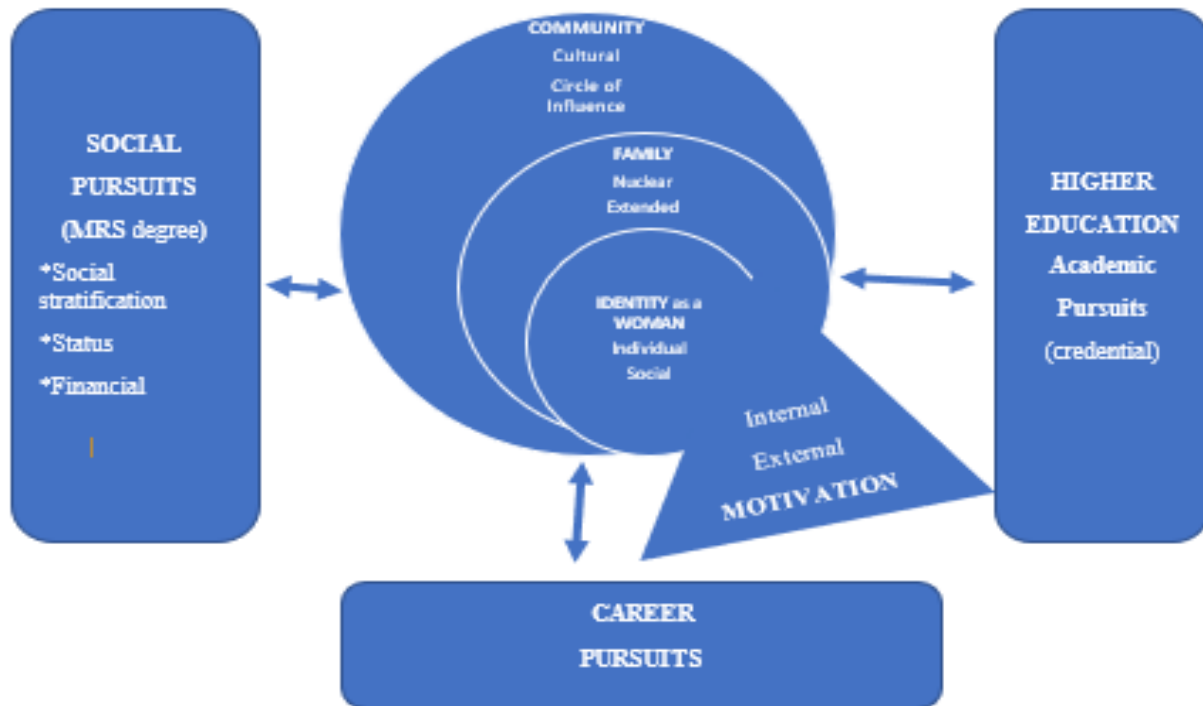 SOCIAL
PURSUITS
(MRS degree)
*Social
stratification
*Status
*Financial
COMMUNITY
Cultural
Circle of
Influence
FAMILY
Nuclear
Extended
IDENTITY as a
WOMAN
Individual
Social
Internal
External
MOTIVATION
HIGHER
EDUCATION
Academic
Pursuits
(credential)
CAREER
PURSUITS